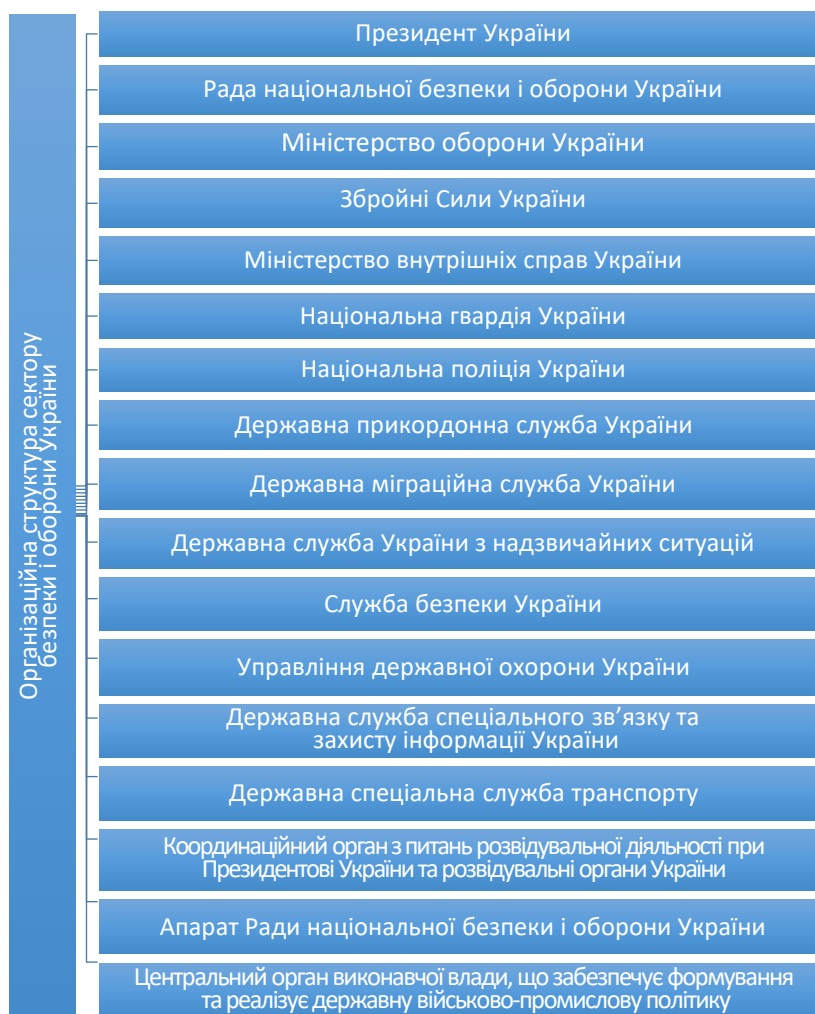 Організаційна структура сектору
безпеки і оборони України
Президент України
Рада національної безпеки і оборони України
Міністерство оборони України
Збройні Сили України
Міністерство внутрішніх справ України
Національна гвардія України
Національна поліція України
Державна прикордонна служба України
Державна міграційна служба України
Державна служба України з надзвичайних ситуацій
Служба безпеки України
Управління державної охорони України
Державна служба спеціального зв’язку та
захисту інформації України
Державна спеціальна служба транспорту
Координаційний орган з питань розвідувальної діяльності при
Президентові України та розвідувальні органи України
Апарат Ради національної безпеки і оборони України
Центральний орган виконавчої влади, що забезпечує формування
та реалізує державну військово-промислову політику